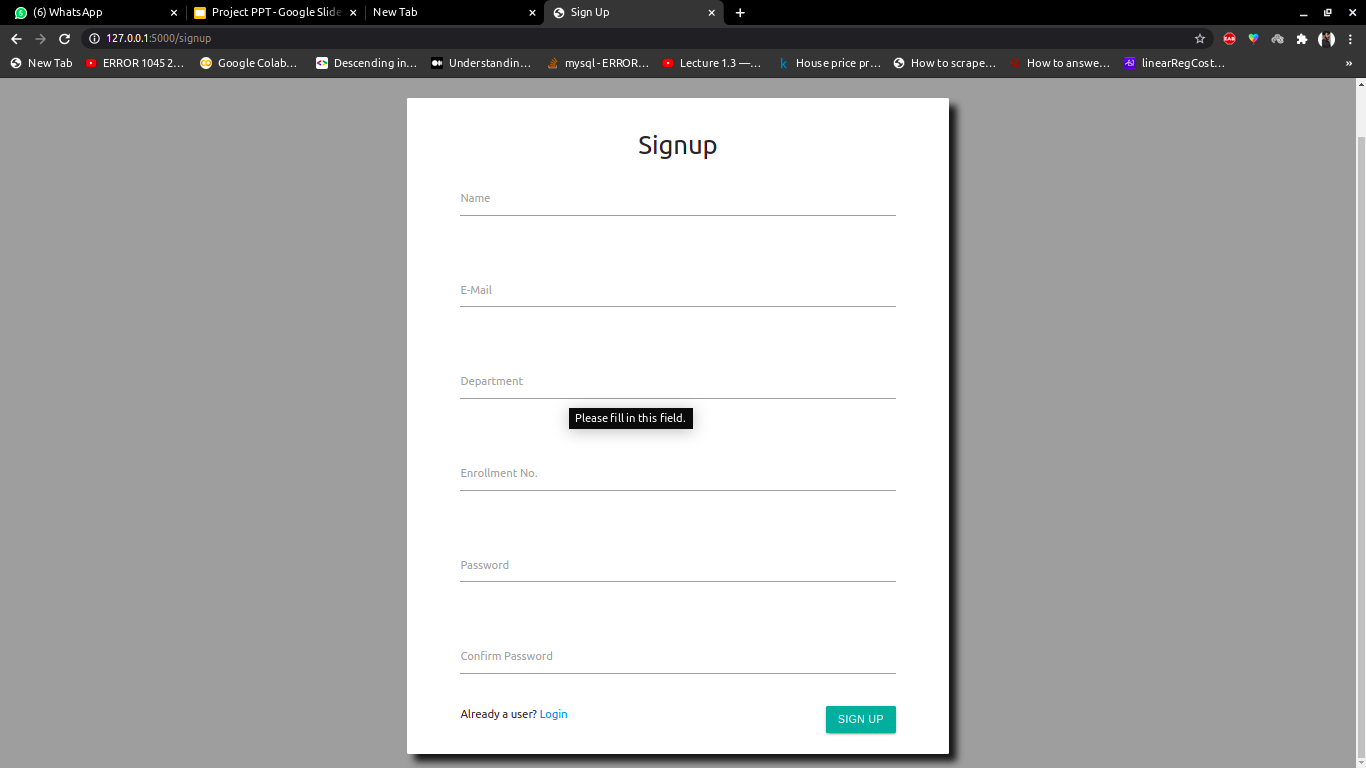 (6) WhatsApp Project PPT - Google Slide New Tab Sign Up
127.0.0.1:5000/signup
New Tab ERROR 1045 2... Google Colab... Descending in... Understandin... mysql - ERROR... Lecture 1.3 —... House price pr... How to scrape... How to answe... linearRegCost... »
Signup
Name
E-Mail
Department
Please fill in this field.
Enrollment No.
Password
Confirm Password
Already a user? Login
SIGN UP